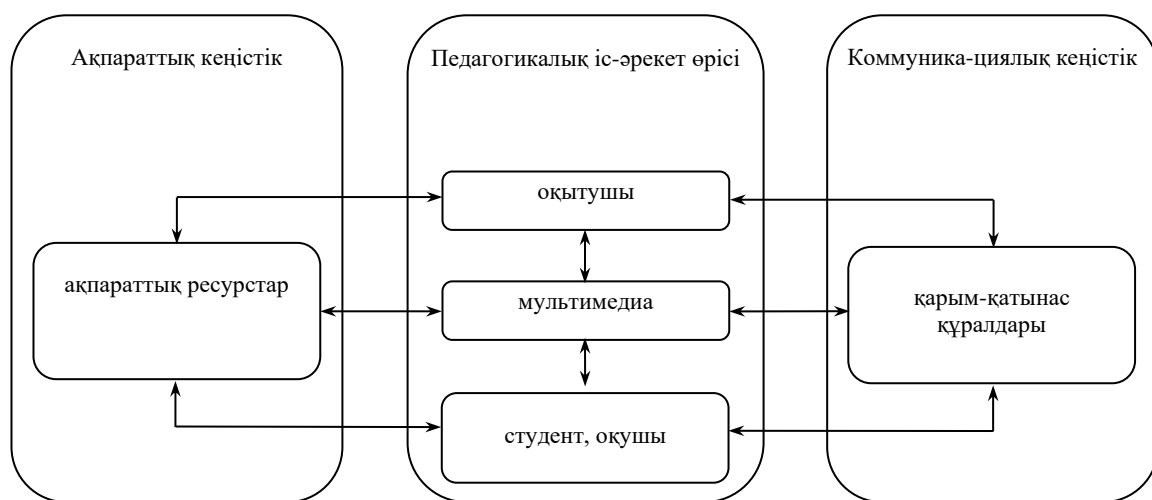 Ақпараттық кеңістік
Педагогикалық іс-әрекет өрісі
Коммуника-циялық кеңістік
оқытушы
ақпараттық ресурстар
мультимедиа
қарым-қатынас
құралдары
студент, оқушы